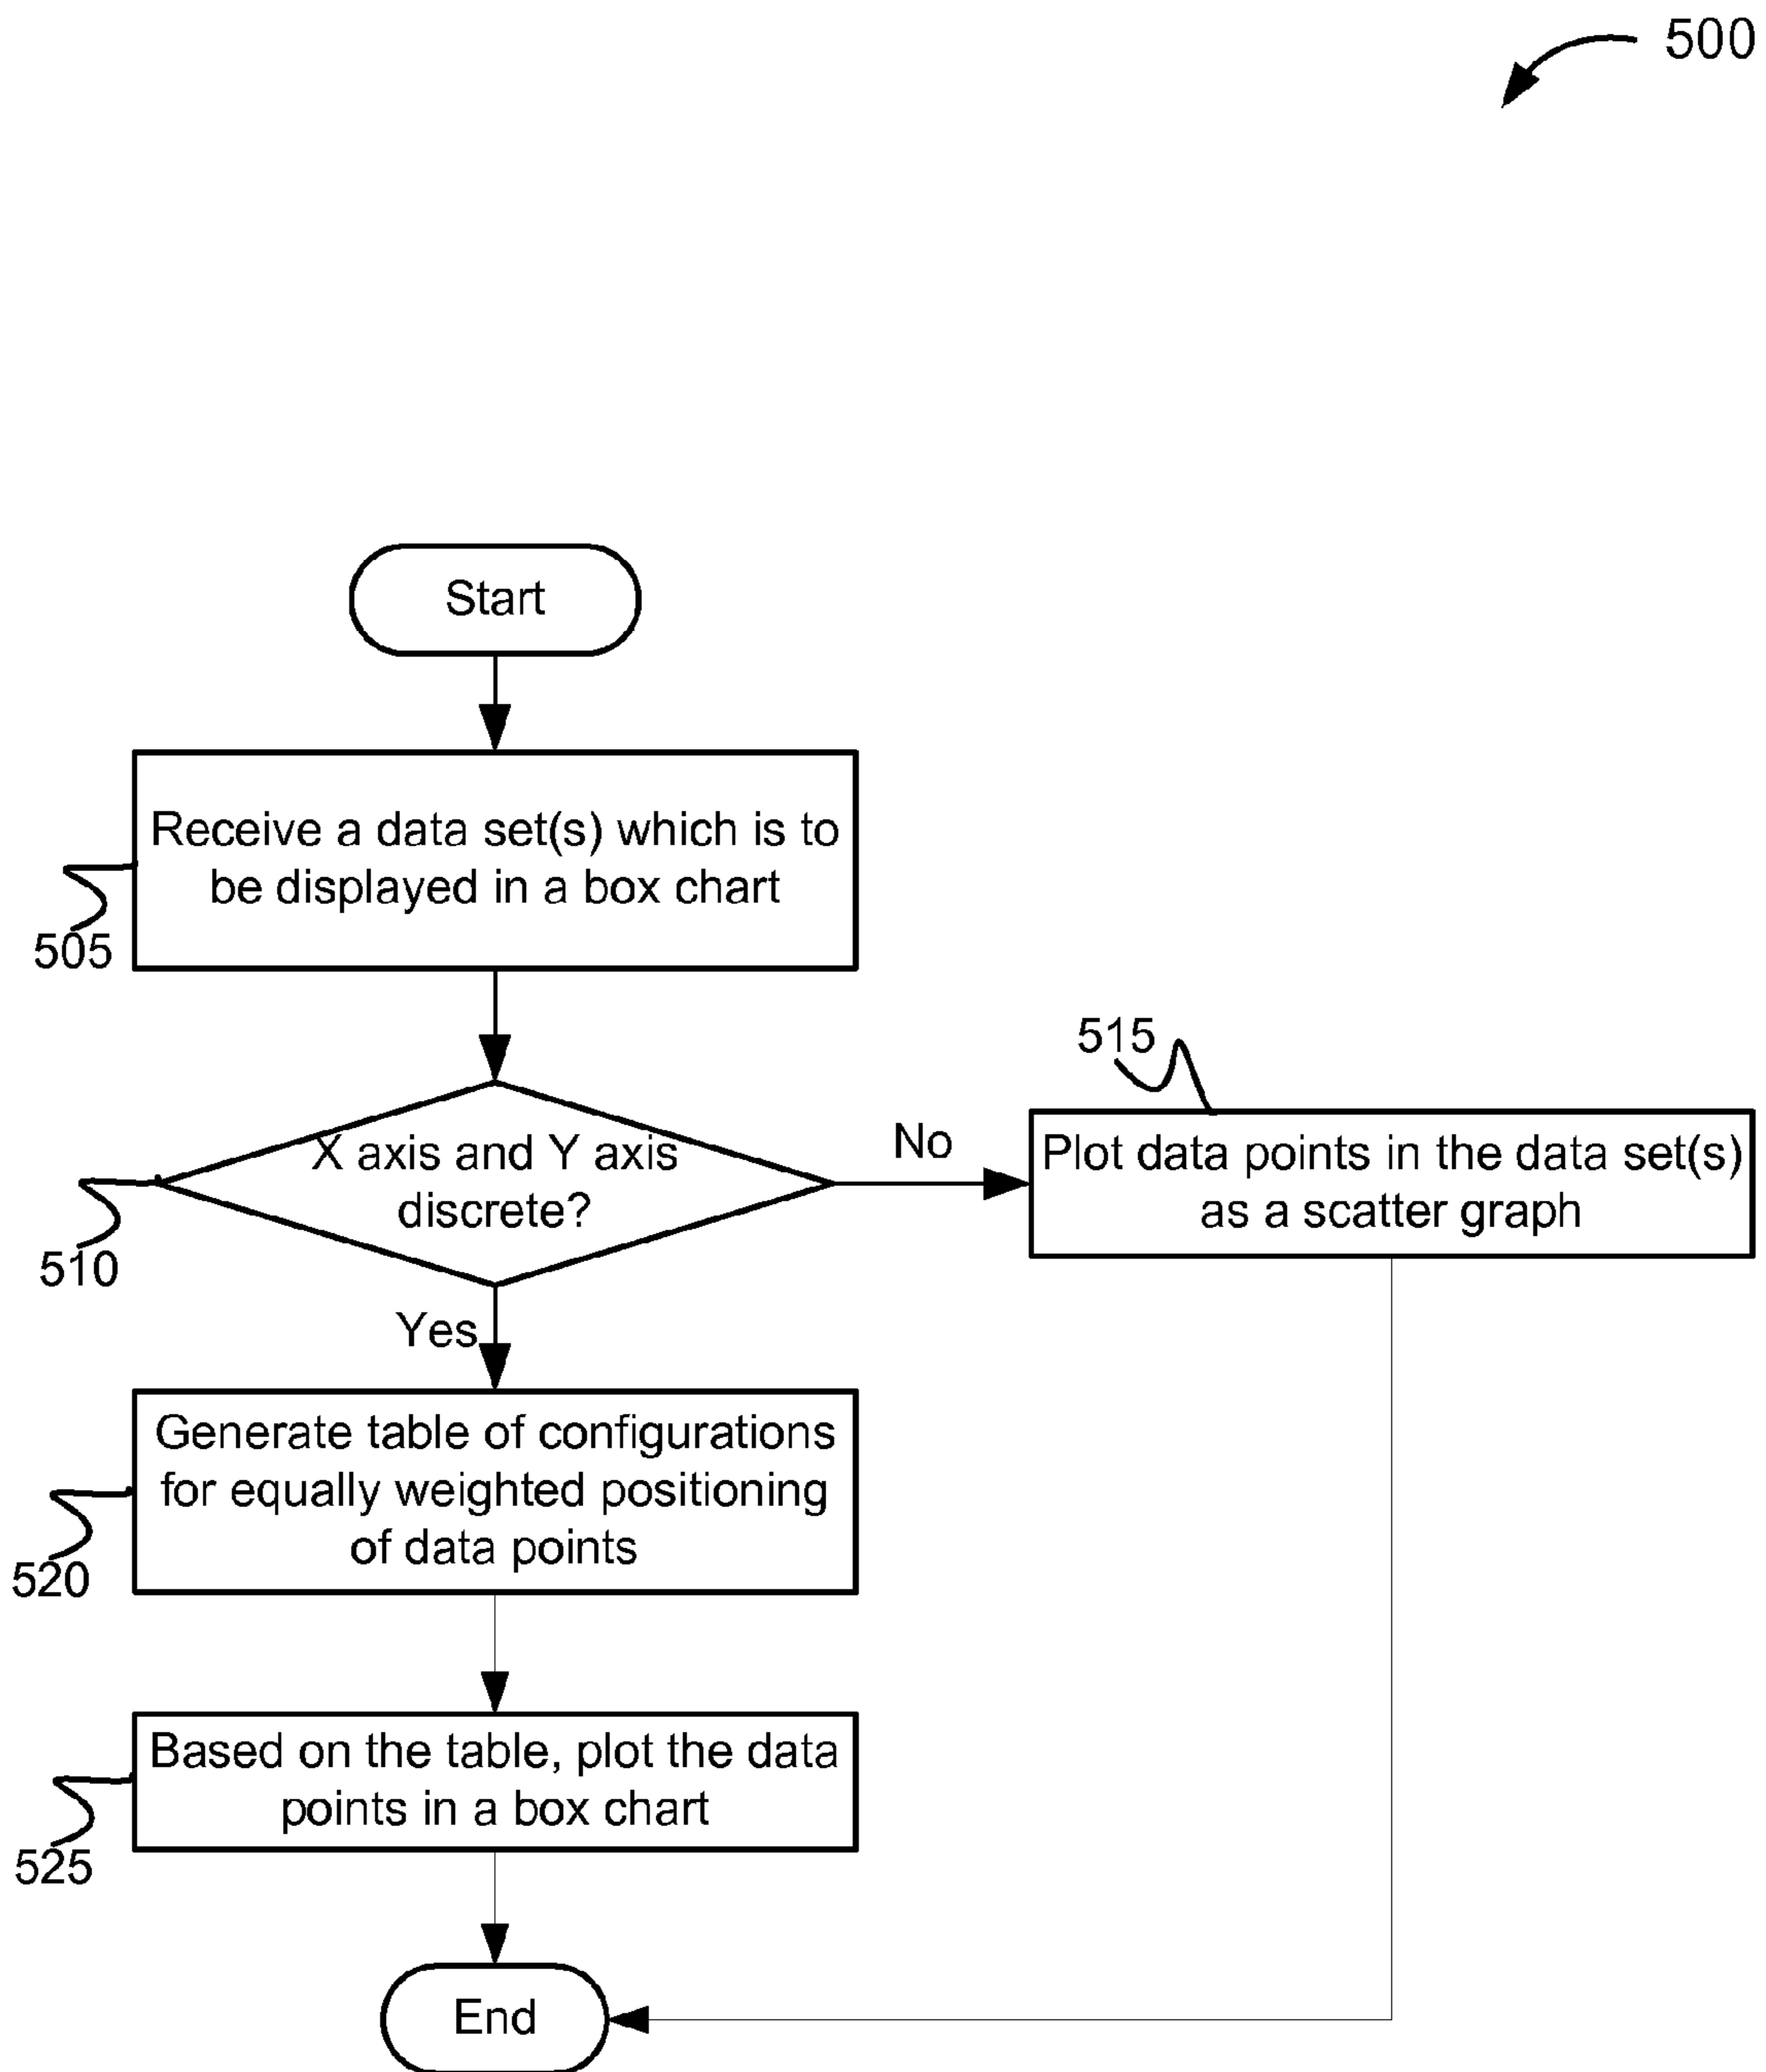 500
Start
Receive a data set(s) which is to
be displayed in a box chart
505
X axis and Y axis
discrete?
510
No
515
Plot data points in the data set(s)
as a scatter graph
Yes
Generate table of configurations
for equally weighted positioning
of data points
520
Based on the table, plot the data
points in a box chart
525
End